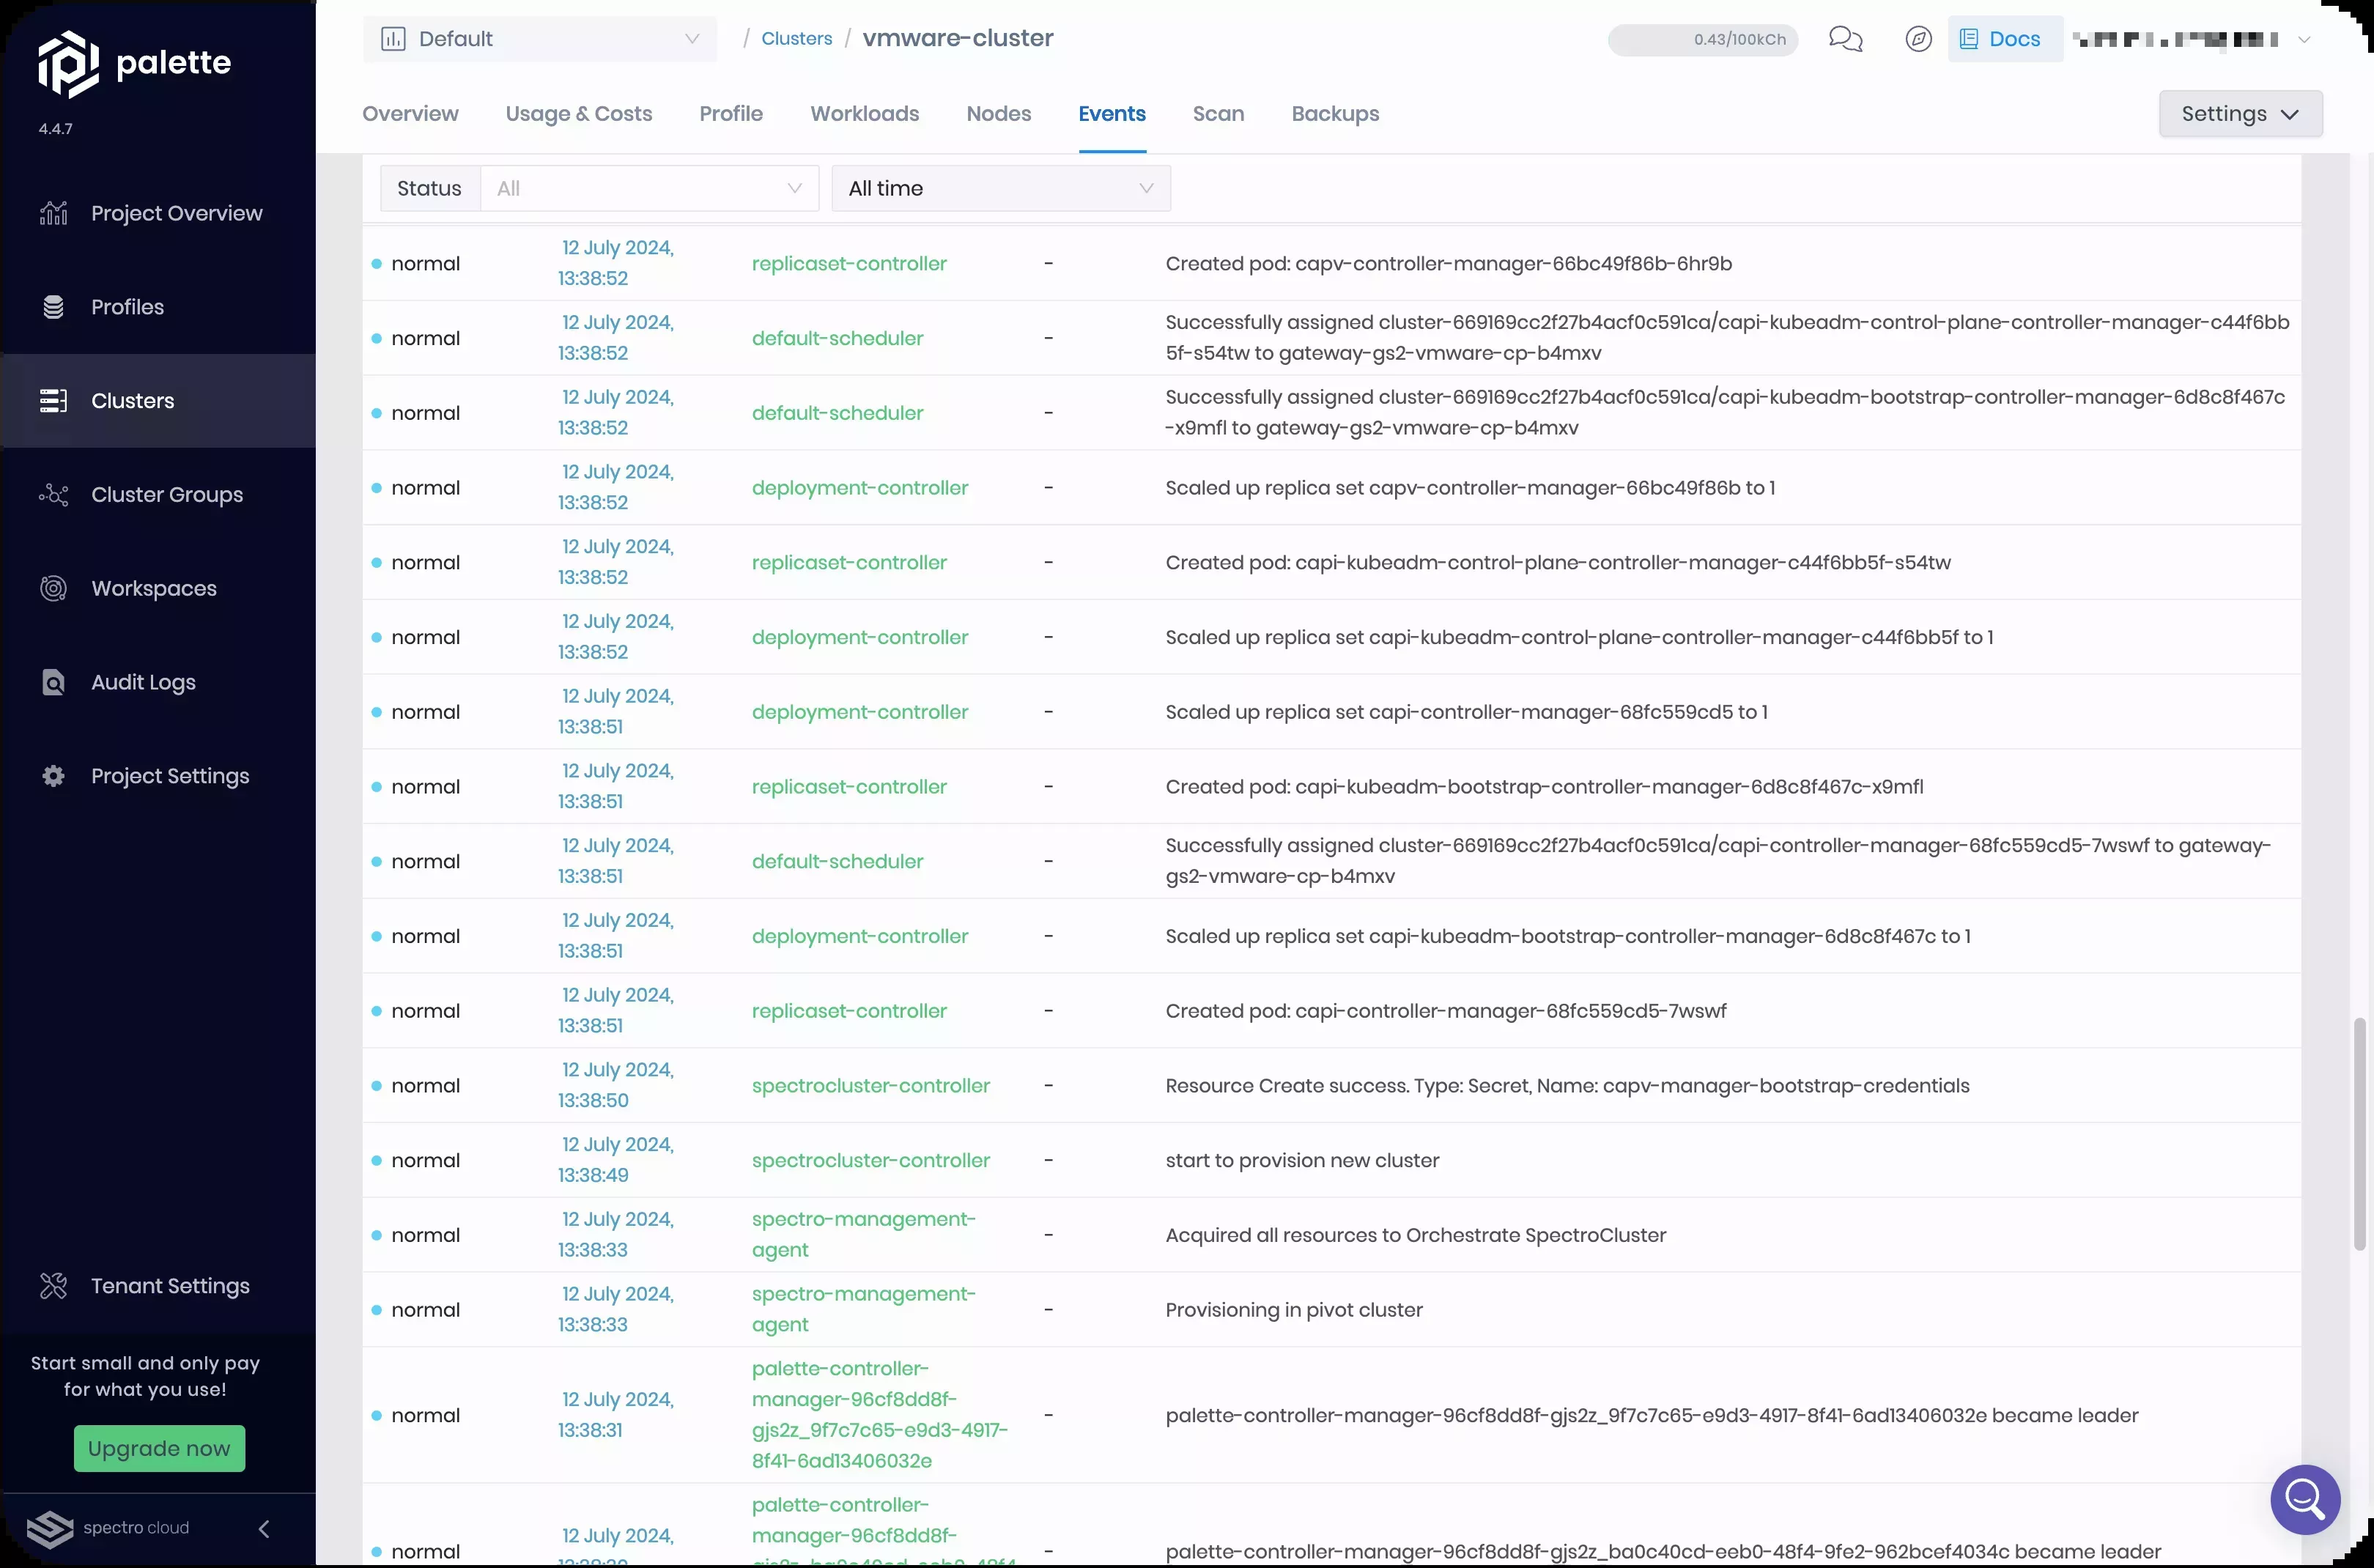 palette
4.4.7
Project Overview
Profiles
Clusters
Cluster Groups
Workspaces
Audit Logs
Project Settings
Tenant Settings
Start small and only pay
for what you use!
Upgrade now
spectro cloud
Default
/ Clusters / vmware-cluster
0.43/100kCh
Docs
Overview
Usage & Costs
Profile
Workloads
Nodes
Events
Scan
Backups
Settings
Status
All
All time
normal
12 July 2024,
13:38:52
replicaset-controller
-
Created pod: capv-controller-manager-66bc49f86b-6hr9b
normal
12 July 2024,
13:38:52
default-scheduler
-
Successfully assigned cluster-669169cc2f27b4acf0c591ca/capi-kubeadm-control-plane-controller-manager-c44f6bb
5f-s54tw to gateway-gs2-vmware-cp-b4mxv
normal
12 July 2024,
13:38:52
default-scheduler
-
Successfully assigned cluster-669169cc2f27b4acf0c591ca/capi-kubeadm-bootstrap-controller-manager-6d8c8f467c
-x9mfl to gateway-gs2-vmware-cp-b4mxv
normal
12 July 2024,
13:38:52
deployment-controller
-
Scaled up replica set capv-controller-manager-66bc49f86b to 1
normal
12 July 2024,
13:38:52
replicaset-controller
-
Created pod: capi-kubeadm-control-plane-controller-manager-c44f6bb5f-s54tw
normal
12 July 2024,
13:38:52
deployment-controller
-
Scaled up replica set capi-kubeadm-control-plane-controller-manager-c44f6bb5f to 1
normal
12 July 2024,
13:38:51
deployment-controller
-
Scaled up replica set capi-controller-manager-68fc559cd5 to 1
normal
12 July 2024,
13:38:51
replicaset-controller
-
Created pod: capi-kubeadm-bootstrap-controller-manager-6d8c8f467c-x9mfl
normal
12 July 2024,
13:38:51
default-scheduler
-
Successfully assigned cluster-669169cc2f27b4acf0c591ca/capi-controller-manager-68fc559cd5-7wswf to gateway-
gs2-vmware-cp-b4mxv
normal
12 July 2024,
13:38:51
deployment-controller
-
Scaled up replica set capi-kubeadm-bootstrap-controller-manager-6d8c8f467c to 1
normal
12 July 2024,
13:38:51
replicaset-controller
-
Created pod: capi-controller-manager-68fc559cd5-7wswf
normal
12 July 2024,
13:38:50
spectrocluster-controller
-
Resource Create success. Type: Secret, Name: capv-manager-bootstrap-credentials
normal
12 July 2024,
13:38:49
spectrocluster-controller
-
start to provision new cluster
normal
12 July 2024,
13:38:33
spectro-management-
agent
-
Acquired all resources to Orchestrate SpectroCluster
normal
12 July 2024,
13:38:33
spectro-management-
agent
-
Provisioning in pivot cluster
normal
12 July 2024,
13:38:31
palette-controller-
manager-96cf8dd8f-
gjs2z_9f7c7c65-e9d3-4917-
8f41-6ad13406032e
-
palette-controller-manager-96cf8dd8f-gjs2z_9f7c7c65-e9d3-4917-8f41-6ad13406032e became leader
normal
12 July 2024,
palette-controller-
manager-96cf8dd8f-
-
palette-controller-manager-96cf8dd8f-gjs2z_ba0c40cd-eeb0-48f4-9fe2-962bcef4034c became leader